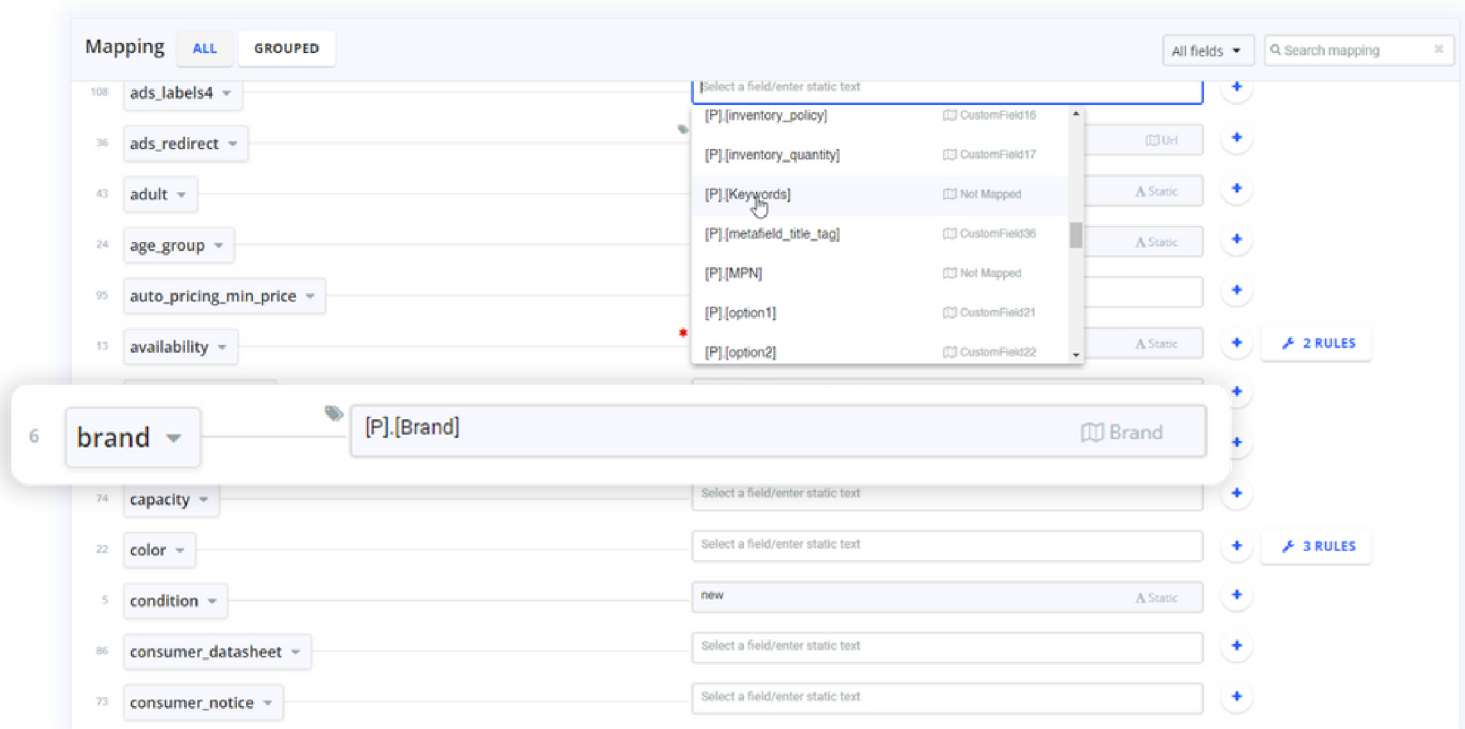 Mapping ALL GROUPED All fields Search mapping
108 ads_labels4 Select a field/enter static text
[P].[inventory_policy] CustomField16
36 ads_redirect Url
[P].[inventory_quantity] CustomField17
43 adult [P].[Keywords] Not Mapped A Static
[P].[metafield_title_tag] CustomField36
24 age_group A Static
[P].[MPN] Not Mapped
95 auto_pricing_min_price
[P].[option1] CustomField21
13 availability * A Static 2 RULES
[P].[option2] CustomField22
6 brand [P].[Brand] Brand
74 capacity Select a field/enter static text
22 color Select a field/enter static text 3 RULES
5 condition new A Static
86 consumer_datasheet Select a field/enter static text
73 consumer_notice Select a field/enter static text